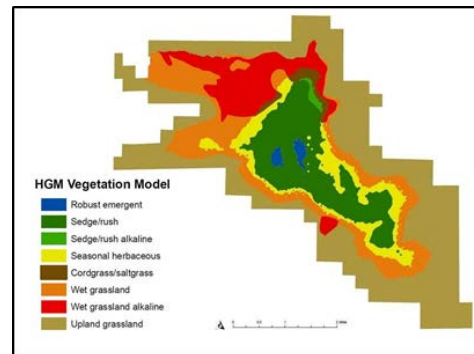 HGM Vegetation Model
Robust emergent
Sedge/rush
Sedge/rush alkaline
Seasonal herbaceous
Cordgrass/saltgrass
Wet grassland
Wet grassland alkaline
Upland grassland